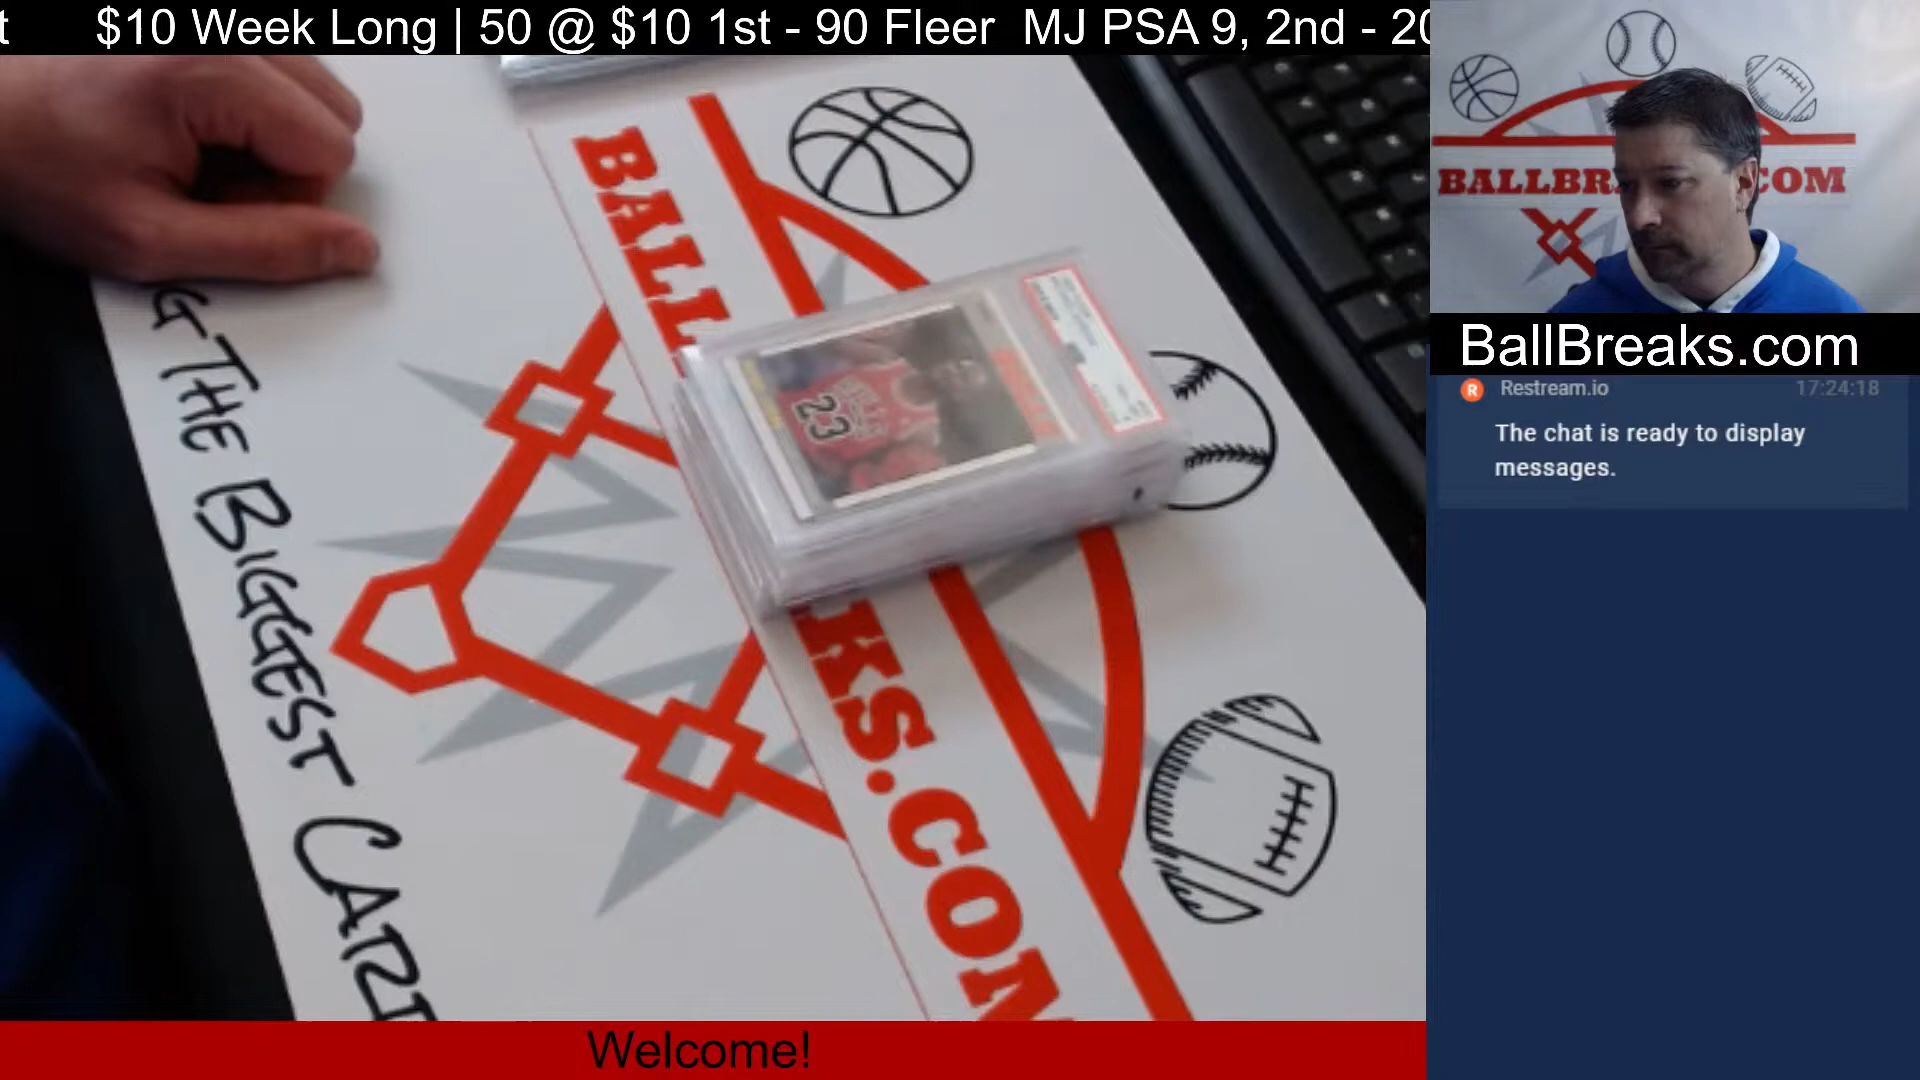 t $10 Week Long | 50 @ $10 1st - 90 Fleer MJ PSA 9, 2nd - 20
BALLBR COM
BallBreaks.com
Restream.io 17:24:18
The chat is ready to display
messages.
BALL KS.COM
G THE BIGGEST CARD
23
Welcome!